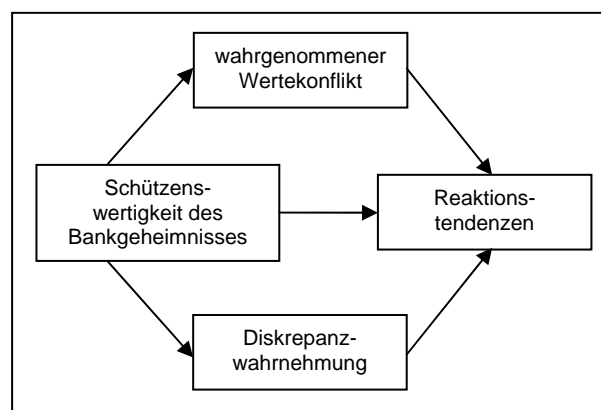 wahrgenommener
Wertekonflikt
Schützens-
wertigkeit des
Bankgeheimnisses
Reaktions-
tendenzen
Diskrepanz-
wahrnehmung